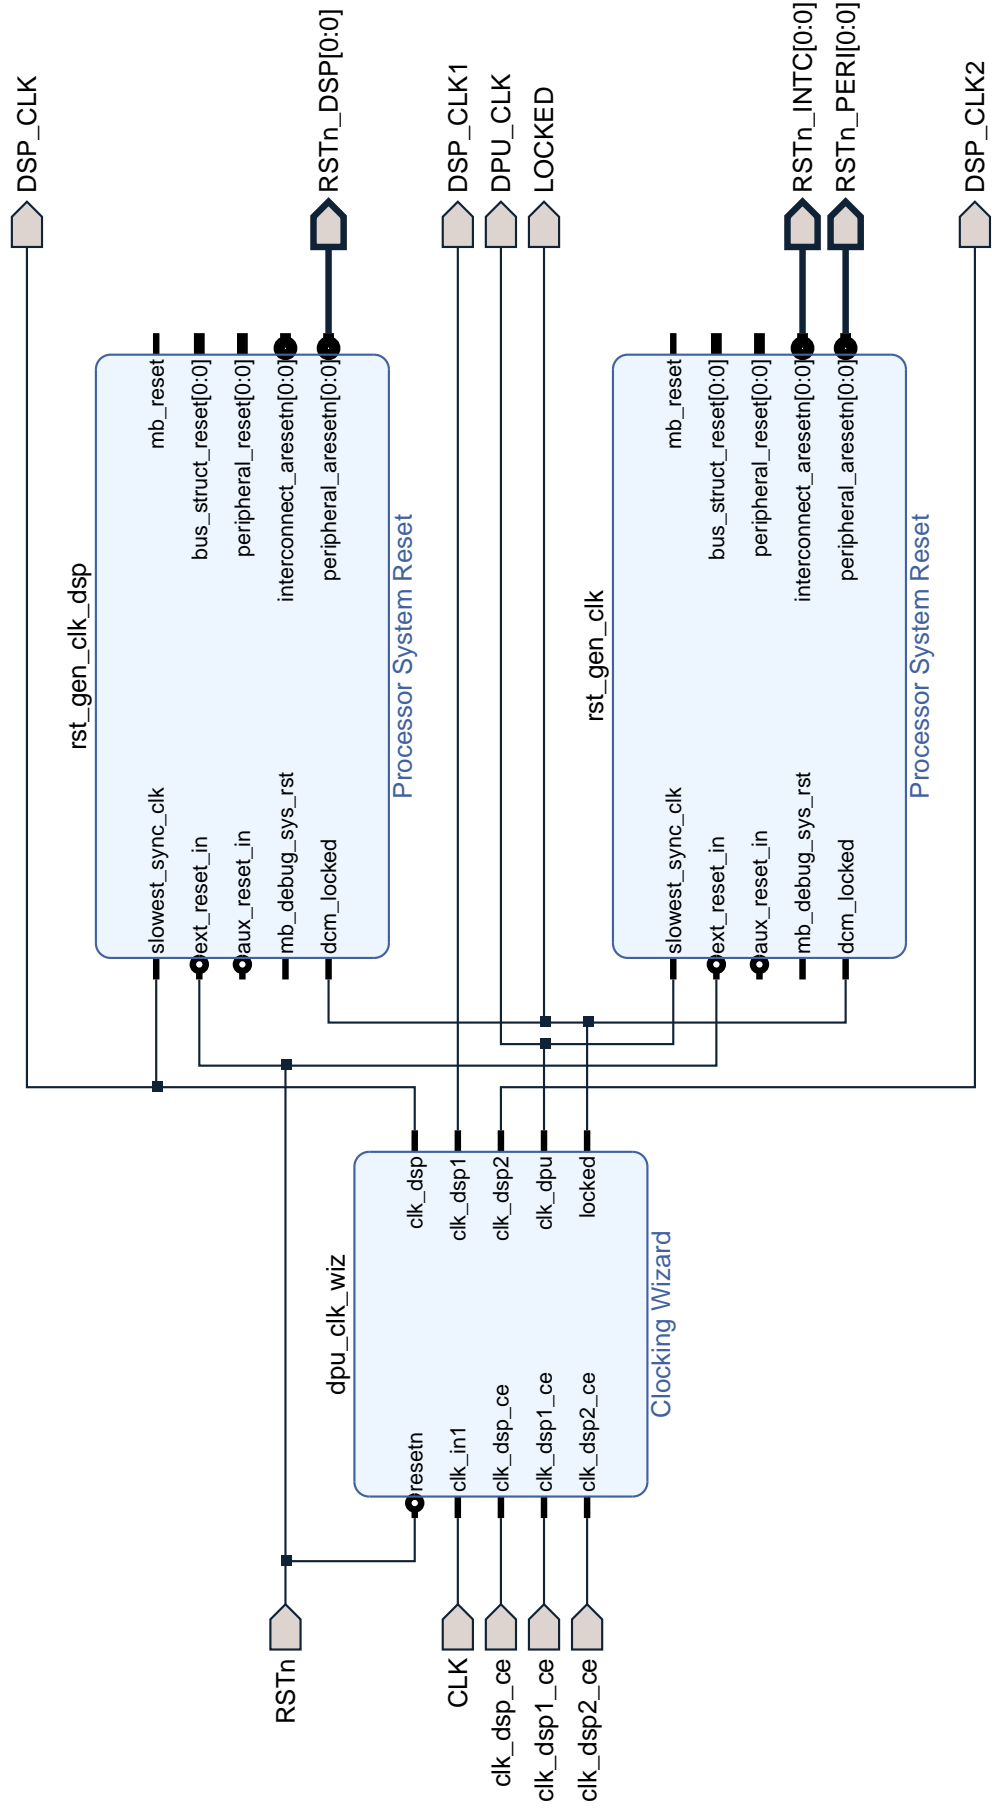 RSTn
CLK
clk_dsp_ce
clk_dsp1_ce
clk_dsp2_ce
dpu_clk_wiz
resetn
clk_in1
clk_dsp_ce
clk_dsp1_ce
clk_dsp2_ce
clk_dsp
clk_dsp1
clk_dsp2
clk_dpu
locked
Clocking Wizard
rst_gen_clk_dsp
slowest_sync_clk
ext_reset_in
aux_reset_in
mb_debug_sys_rst
dcm_locked
mb_reset
bus_struct_reset[0:0]
peripheral_reset[0:0]
interconnect_aresetn[0:0]
peripheral_aresetn[0:0]
Processor System Reset
rst_gen_clk
slowest_sync_clk
ext_reset_in
aux_reset_in
mb_debug_sys_rst
dcm_locked
mb_reset
bus_struct_reset[0:0]
peripheral_reset[0:0]
interconnect_aresetn[0:0]
peripheral_aresetn[0:0]
Processor System Reset
DSP_CLK
RSTn_DSP[0:0]
DSP_CLK1
DPU_CLK
LOCKED
RSTn_INTC[0:0]
RSTn_PERI[0:0]
DSP_CLK2